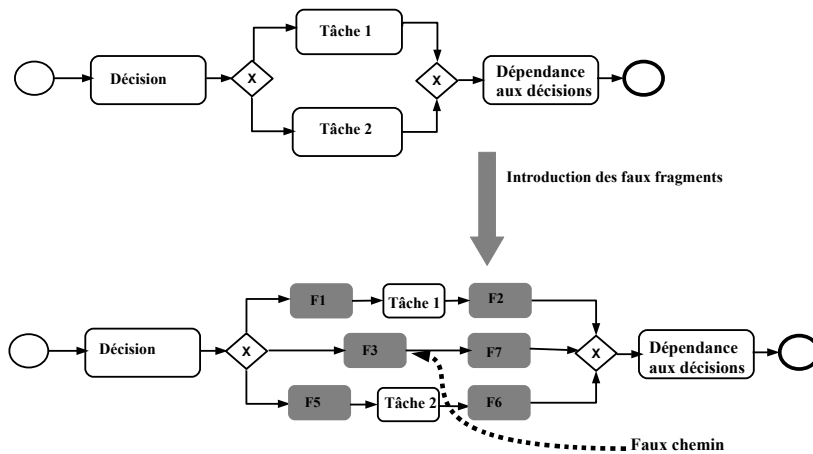 Tâche 1
Décision
X
X
Dépendance
aux décisions
Tâche 2
Introduction des faux fragments
F1
Tâche 1
F2
Décision
X
F3
F7
X
Dépendance
aux décisions
F5
Tâche 2
F6
Faux chemin